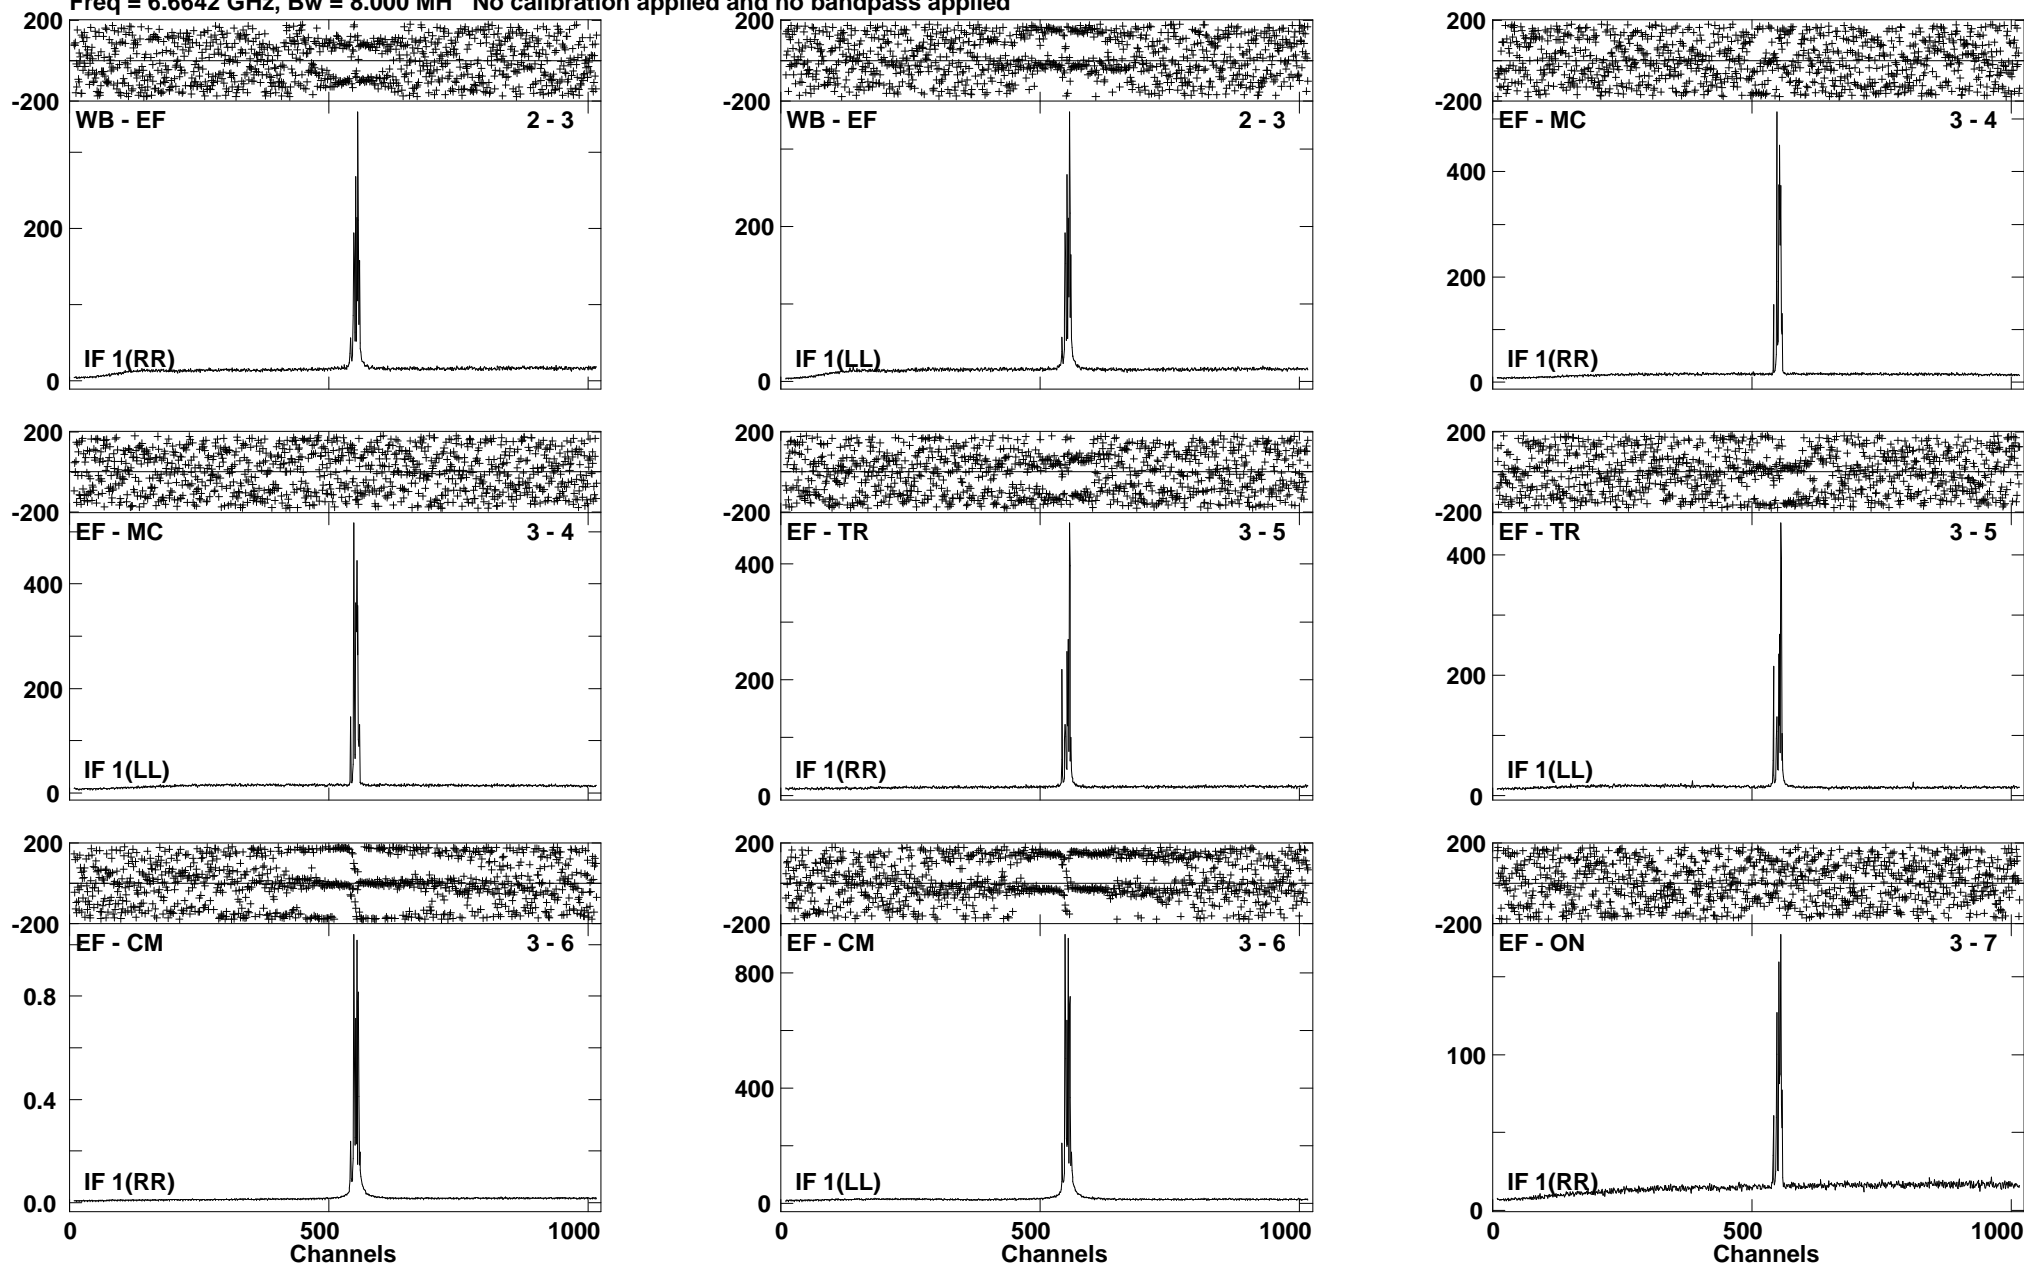 Freq = 6.6642 GHz, Bw = 8.000 MH   No calibration applied and no bandpass applied
200
-200
WB - EF 2 - 3
200
IF 1(RR)
0
-200
WB - EF 2 - 3
200
IF 1(LL)
0
200
-200
EF - MC 3 - 4
400
200
IF 1(RR)
0
200
-200
EF - MC 3 - 4
400
200
IF 1(LL)
0
200
-200
EF - TR 3 - 5
400
200
IF 1(RR)
0
200
-200
EF - TR 3 - 5
400
200
IF 1(LL)
0
200
-200
EF - CM 3 - 6
0.8
0.4
IF 1(RR)
0.0
0 500 1000
Channels
200
-200
EF - CM 3 - 6
800
400
IF 1(LL)
0
0 500 1000
Channels
200
-200
EF - ON 3 - 7
100
IF 1(RR)
0
0 500 1000
Channels